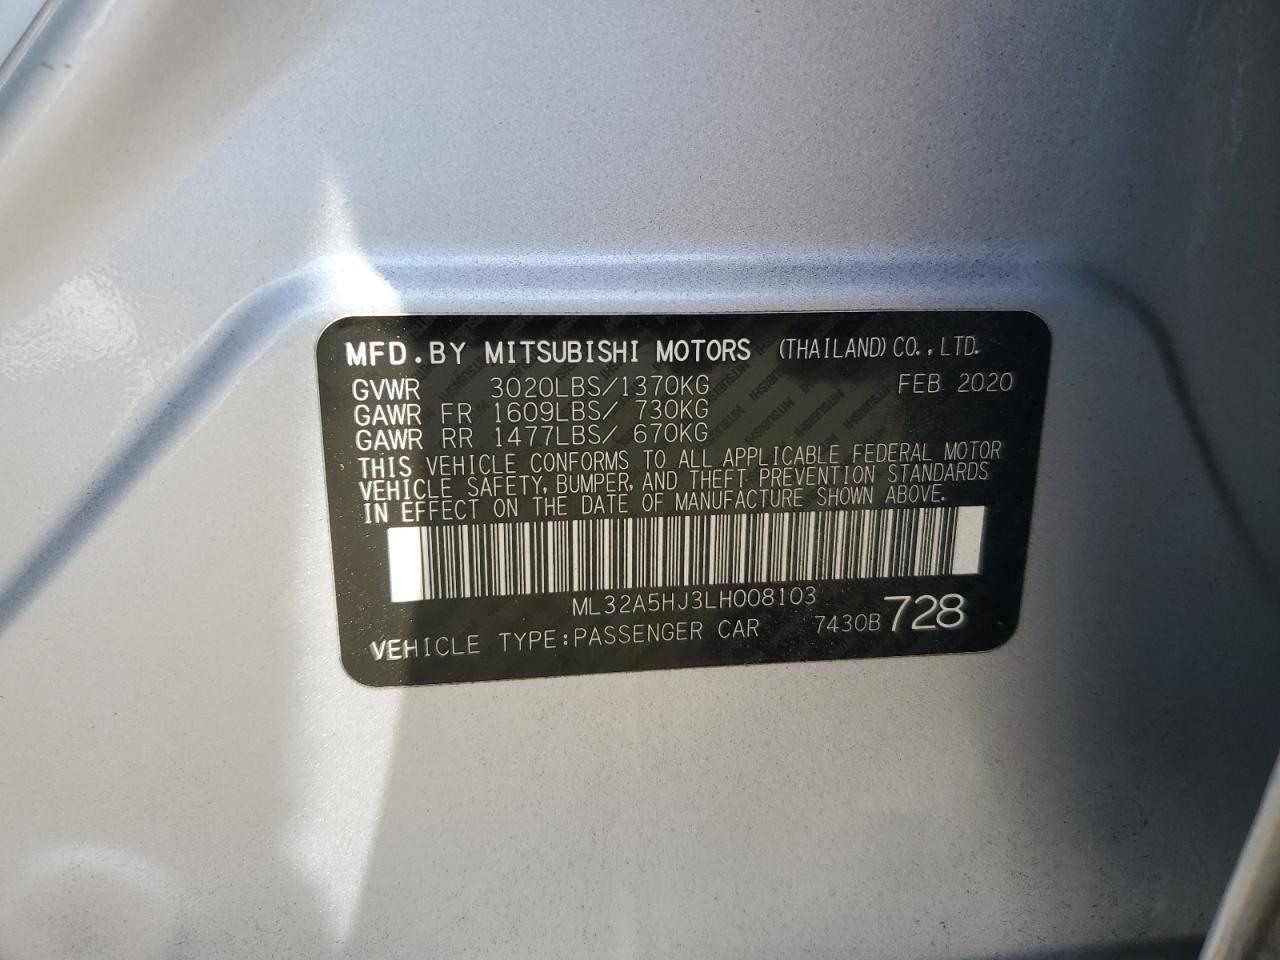 MFD.BY MITSUBISHI MOTORS (THAILAND)CO.,LTD.
GVWR 3020LBS/1370KG FEB 2020
GAWR FR 1609LBS/ 730KG
GAWR RR 1477LBS/ 670KG
THIS VEHICLE CONFORMS TO ALL APPLICABLE FEDERAL MOTOR
VEHICLE SAFETY, BUMPER, AND THEFT PREVENTION STANDARDS
IN EFFECT ON THE DATE OF MANUFACTURE SHOWN ABOVE.
ML32A5HJ3LH008103
VEHICLE TYPE:PASSENGER CAR 7430B 728